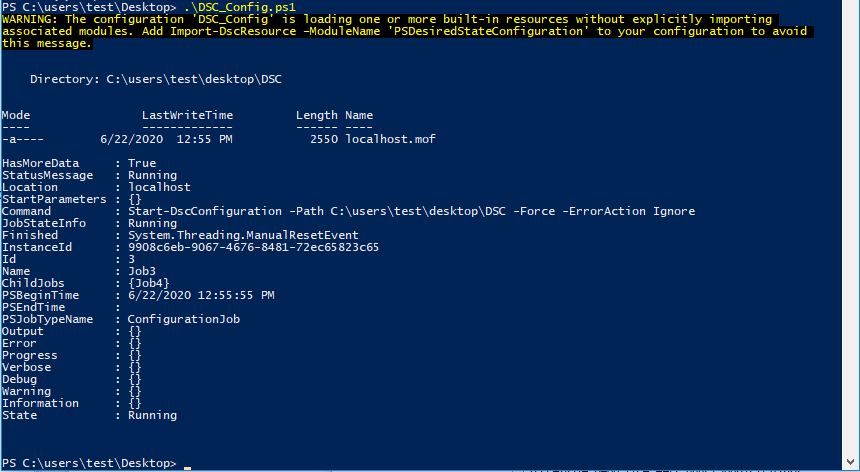 PS C:\users\test\Desktop> .\DSC_Config.ps1
WARNING: The configuration 'DSC_Config' is loading one or more built-in resources without explicitly importing
associated modules. Add Import-DscResource -ModuleName 'PSDesiredStateConfiguration' to your configuration to avoid
this message.
Directory: C:\users\test\desktop\DSC
Mode LastWriteTime Length Name
---- ------------- ------ ----
-a---- 6/22/2020 12:55 PM 2550 localhost.mof
HasMoreData : True
StatusMessage : Running
Location : localhost
StartParameters : {}
Command : Start-DscConfiguration -Path C:\users\test\desktop\DSC -Force -ErrorAction Ignore
JobStateInfo : Running
Finished : System.Threading.ManualResetEvent
InstanceId : 9908c6eb-9067-4676-8481-72ec65823c65
Id : 3
Name : Job3
ChildJobs : {Job4}
PSBeginTime : 6/22/2020 12:55:55 PM
PSEndTime :
PSJobTypeName : ConfigurationJob
Output : {}
Error : {}
Progress : {}
Verbose : {}
Debug : {}
Warning : {}
Information : {}
State : Running
PS C:\users\test\Desktop> _